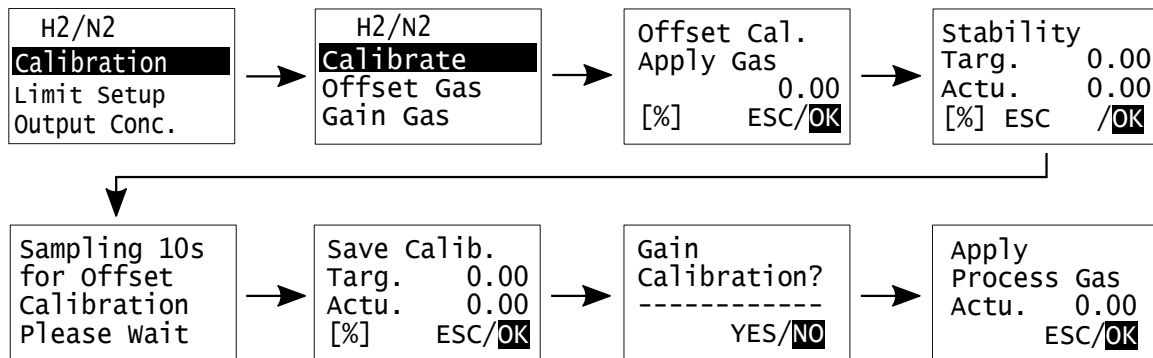 H2/N2
Calibration
Limit Setup
Output Conc.
H2/N2
Calibrate
Offset Gas
Gain Gas
Offset Cal.
Apply Gas
0.00
[%] ESC/OK
Stability
Targ. 0.00
Actu. 0.00
[%] ESC /OK
Sampling 10s
for Offset
Calibration
Please Wait
Save Calib.
Targ. 0.00
Actu. 0.00
[%] ESC/OK
Gain
Calibration?
------------
YES/NO
Apply
Process Gas
Actu. 0.00
ESC/OK